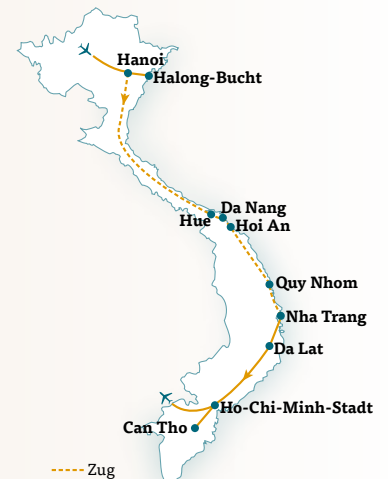 Hanoi
Halong-Bucht
Da Nang
Hue
Hoi An
Quy Nhom
Nha Trang
Da Lat
Ho-Chi-Minh-Stadt
Can Tho
Zug